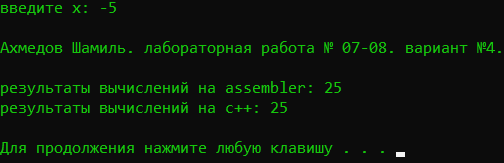 введите x: -5
Ахмедов Шамиль. лабораторная работа № 07-08. вариант №4.
результаты вычислений на assembler: 25
результаты вычислений на c++: 25
Для продолжения нажмите любую клавишу . . .